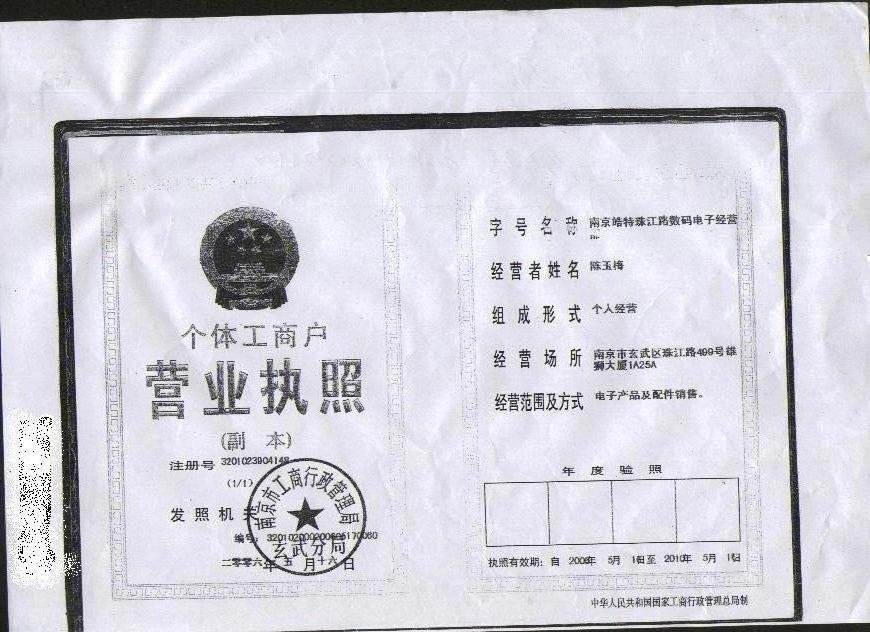 个体工商户
营业执照
(副 本)
注册号 3201023904148
(1/1)
发照机关
南京市工商行政管理局
玄武分局
编号:
二零零六年五月十六日
字号名称 南京皓特珠江路数码电子经营
部
经营者姓名 陈玉梅
组成形式 个人经营
经营场所 南京市玄武区珠江路499号雄
狮大厦1A25A
经营范围及方式 电子产品及配件销售。
年度验照
执照有效期: 自 2006年 5月 至 2010年 5月
中华人民共和国国家工商行政管理总局制